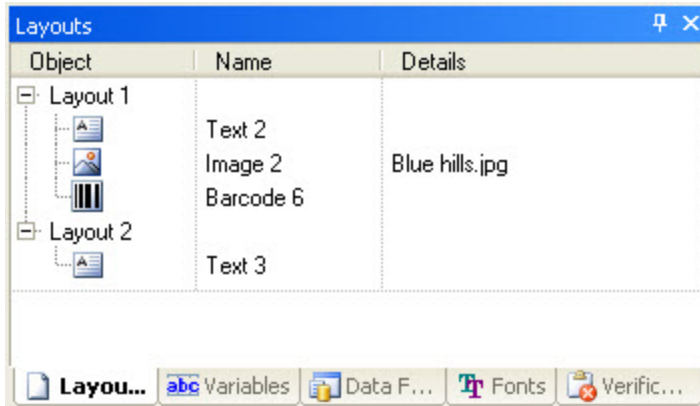 Layouts
Object Name Details
Layout 1
Text 2
Image 2 Blue hills.jpg
Barcode 6
Layout 2
Text 3
Layou... abc Variables Data F... TT Fonts Verific...